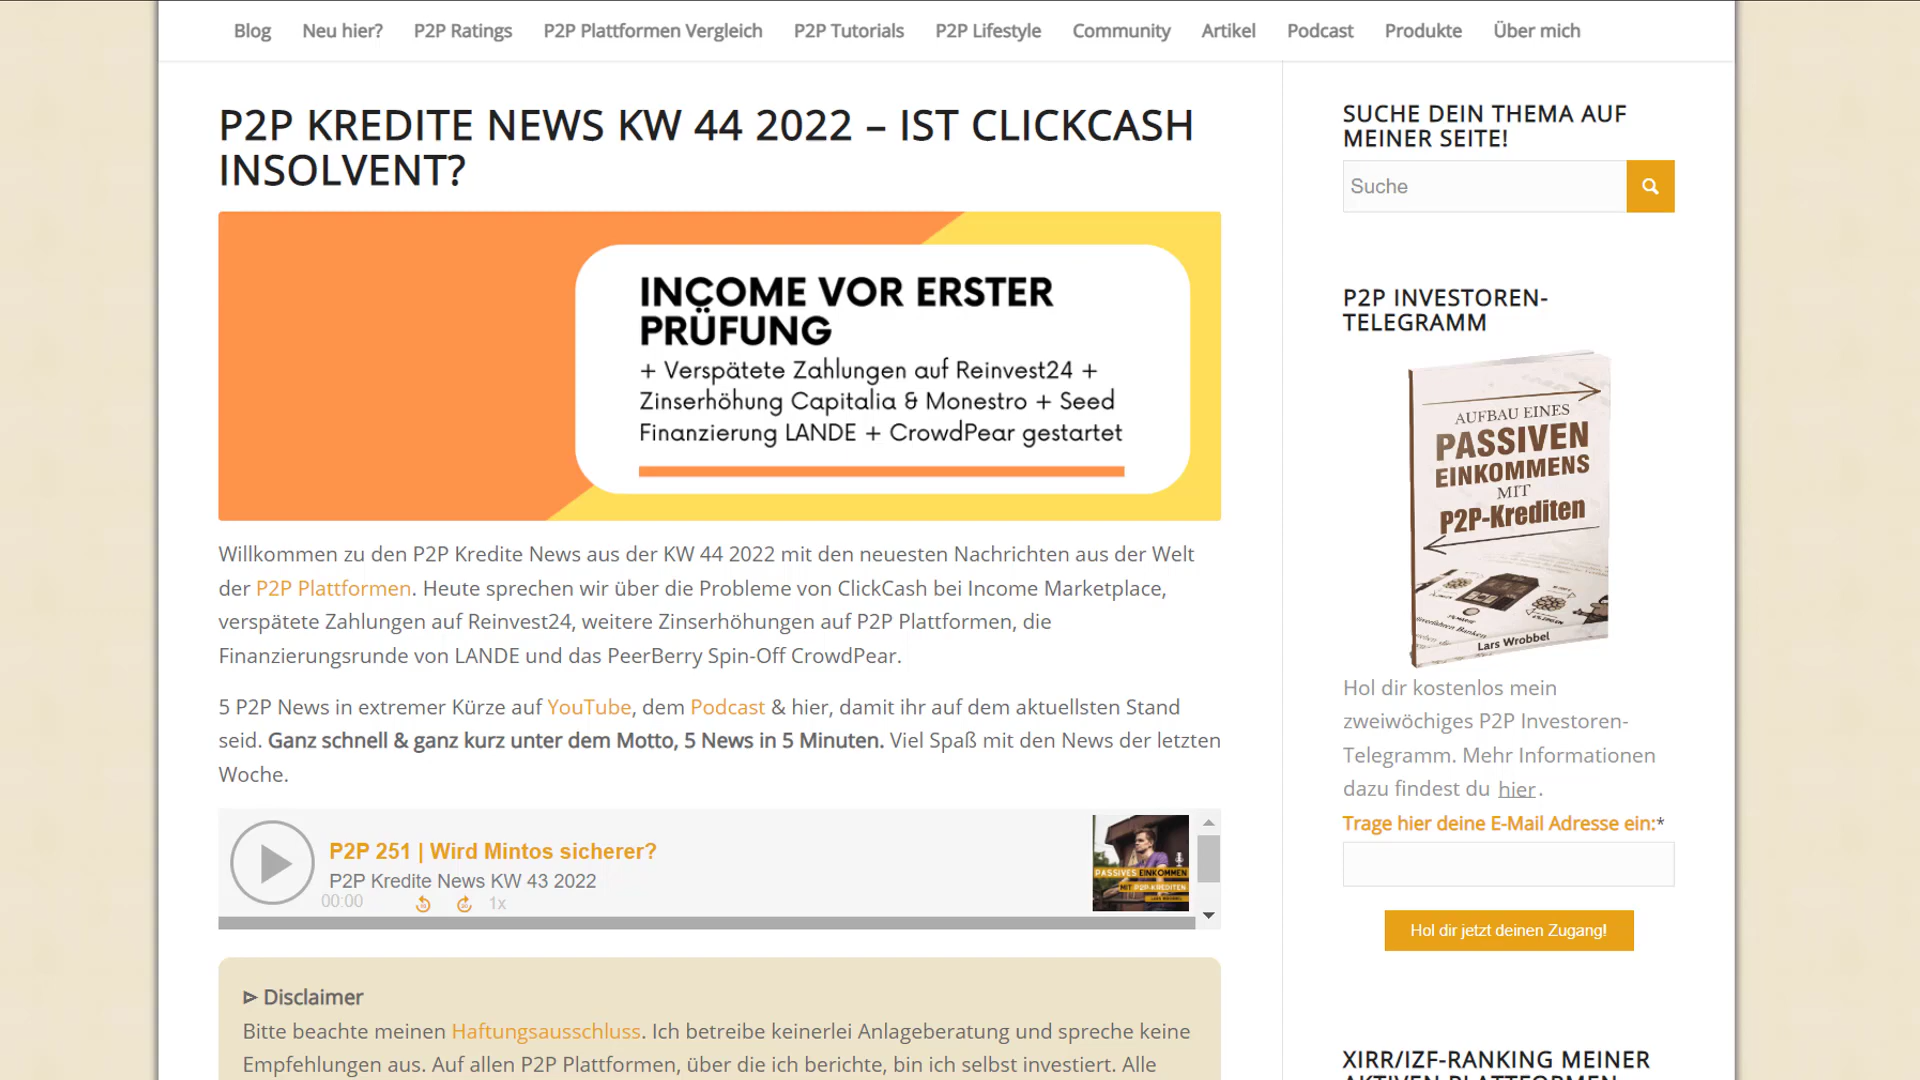 Blog Neu hier? P2P Ratings P2P Plattformen Vergleich P2P Tutorials P2P Lifestyle Community Artikel Podcast Produkte Über mich
P2P KREDITE NEWS KW 44 2022 – IST CLICKCASH
INSOLVENT?
INCOME VOR ERSTER
PRÜFUNG
+ Verspätete Zahlungen auf Reinvest24 +
Zinserhöhung Capitalia & Monestro + Seed
Finanzierung LANDE + CrowdPear gestartet
Willkommen zu den P2P Kredite News aus der KW 44 2022 mit den neuesten Nachrichten aus der Welt
der P2P Plattformen. Heute sprechen wir über die Probleme von ClickCash bei Income Marketplace,
verspätete Zahlungen auf Reinvest24, weitere Zinserhöhungen auf P2P Plattformen, die
Finanzierungsrunde von LANDE und das PeerBerry Spin-Off CrowdPear.
5 P2P News in extremer Kürze auf YouTube, dem Podcast & hier, damit ihr auf dem aktuellsten Stand
seid. Ganz schnell & ganz kurz unter dem Motto, 5 News in 5 Minuten. Viel Spaß mit den News der letzten
Woche.
P2P 251 | Wird Mintos sicherer?
P2P Kredite News KW 43 2022
00:00 1x
PASSIVES EINKOMMEN
MIT P2P-KREDITEN
LARS WROBBEL
⊳ Disclaimer
Bitte beachte meinen Haftungsausschluss. Ich betreibe keinerlei Anlageberatung und spreche keine
Empfehlungen aus. Auf allen P2P Plattformen, über die ich berichte, bin ich selbst investiert. Alle
SUCHE DEIN THEMA AUF
MEINER SEITE!
Suche
P2P INVESTOREN-
TELEGRAMM
AUFBAU EINES
PASSIVEN
EINKOMMENS
MIT
P2P-Krediten
Lars Wrobbel
Hol dir kostenlos mein
zweiwöchiges P2P Investoren-
Telegramm. Mehr Informationen
dazu findest du hier.
Trage hier deine E-Mail Adresse ein:*
Hol dir jetzt deinen Zugang!
XIRR/IZF-RANKING MEINER
AKTIVEN PLATTFORMEN